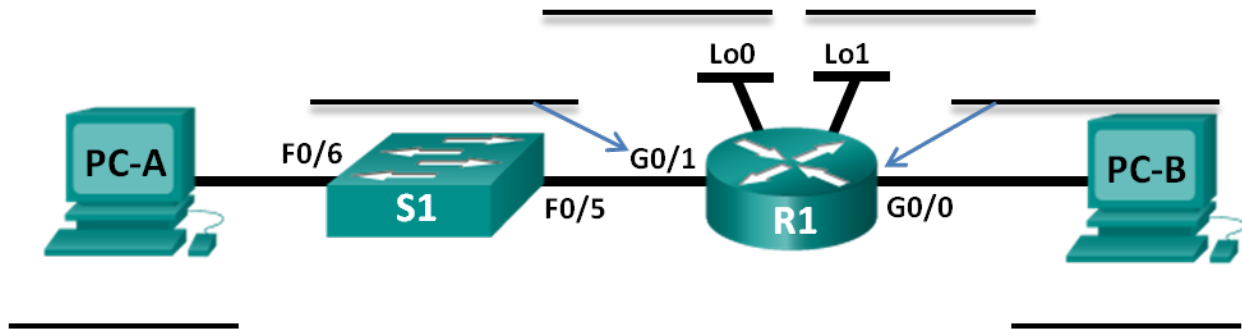 Lo0
Lo1
PC-A
F0/6
S1
F0/5
G0/1
R1
G0/0
PC-B